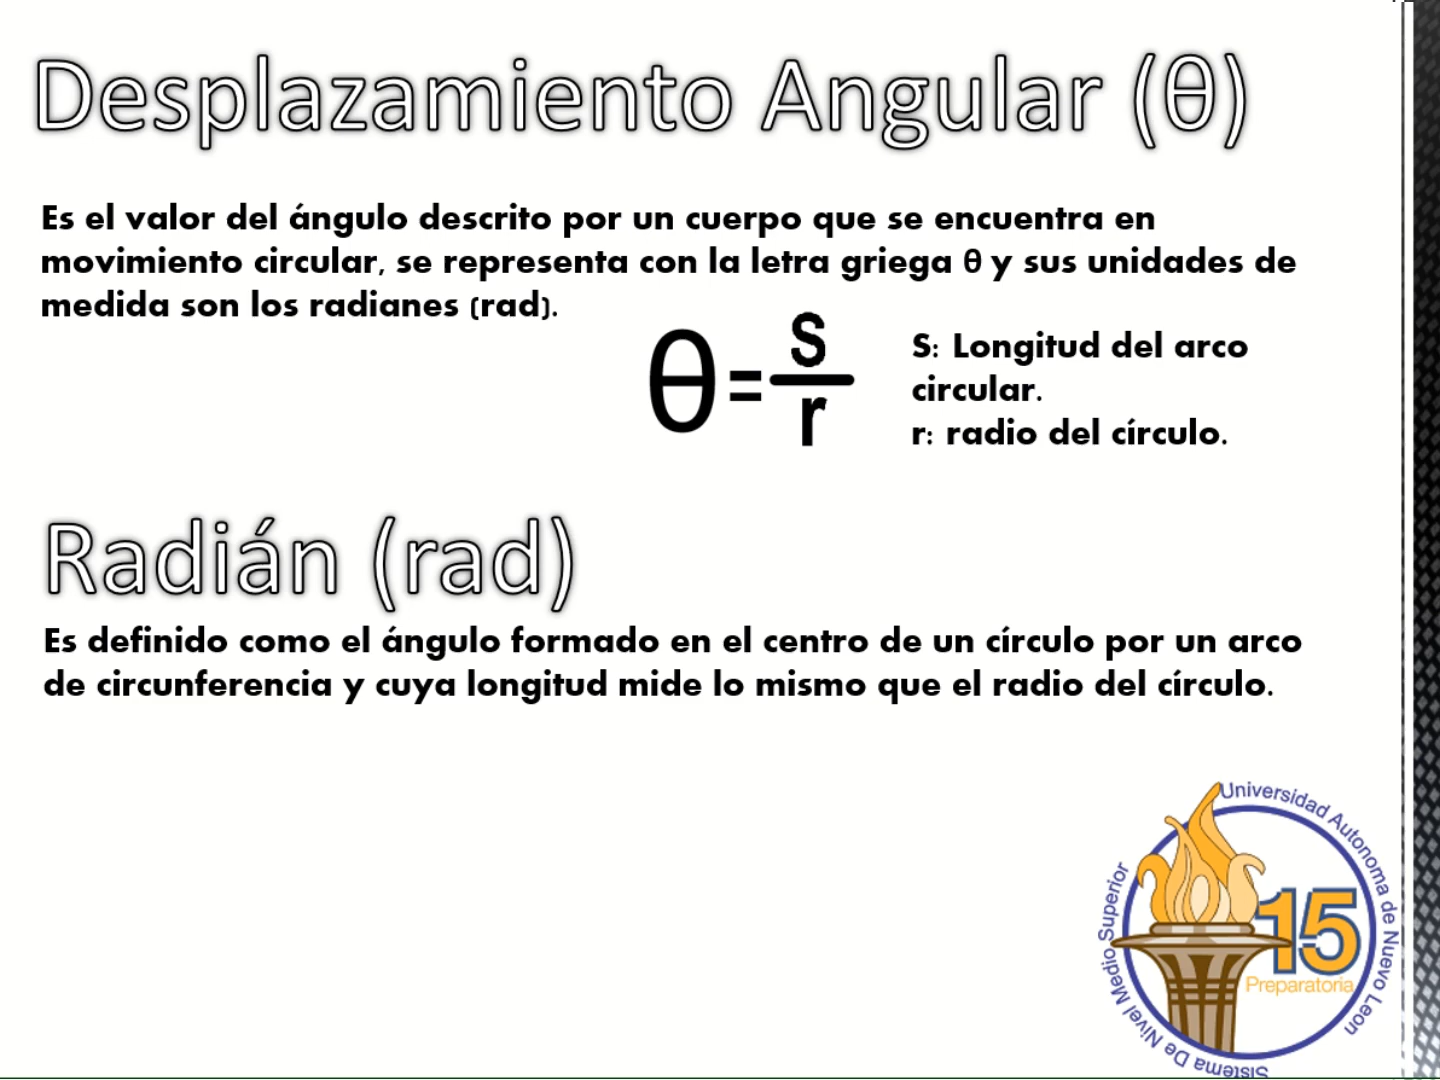 Desplazamiento Angular (θ)
Es el valor del ángulo descrito por un cuerpo que se encuentra en
movimiento circular, se representa con la letra griega θ y sus unidades de
medida son los radianes (rad).
θ=s/r
S: Longitud del arco
circular.
r: radio del círculo.
Radián (rad)
Es definido como el ángulo formado en el centro de un círculo por un arco
de circunferencia y cuya longitud mide lo mismo que el radio del círculo.
Universidad Autonoma de Nuevo Leon
15
Preparatoria
Sistema De Nivel Medio Superior